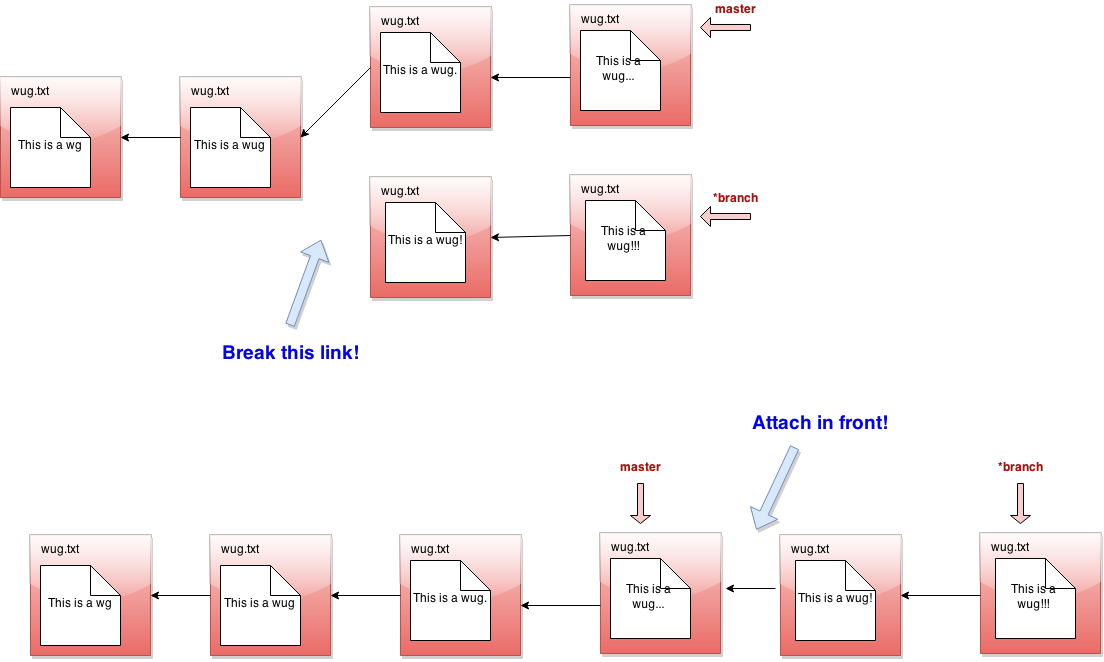 wug.txt
This is a wg
wug.txt
This is a wug
wug.txt
This is a wug.
wug.txt
This is a
wug...
master
wug.txt
This is a wug!
wug.txt
This is a
wug!!!
*branch
Break this link!
Attach in front!
master
*branch
wug.txt
This is a wg
wug.txt
This is a wug
wug.txt
This is a wug.
wug.txt
This is a
wug...
wug.txt
This is a wug!
wug.txt
This is a
wug!!!